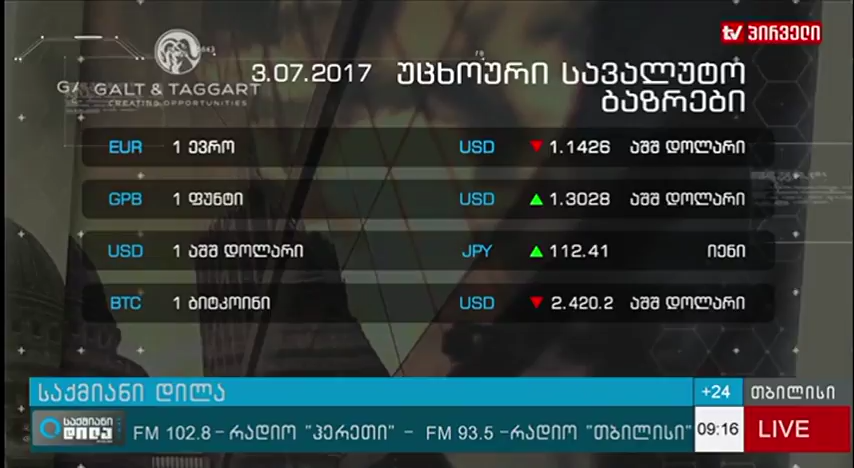 tv პირველი
GALT & TAGGART
CREATING OPPORTUNITIES
3.07.2017 უცხოური სავალუტო
ბაზრები
EUR 1 ევრო USD ▼ 1.1426 აშშ დოლარი
GPB 1 ფუნტი USD ▲ 1.3028 აშშ დოლარი
USD 1 აშშ დოლარი JPY ▲ 112.41 იენი
BTC 1 ბიტკოინი USD ▼ 2.420.2 აშშ დოლარი
საქმიანი დილა +24 თბილისი
საქმიანი
დილა
FM 102.8 – რადიო "ჰერეთი" – FM 93.5 – რადიო "თბილისი" 09:16 LIVE